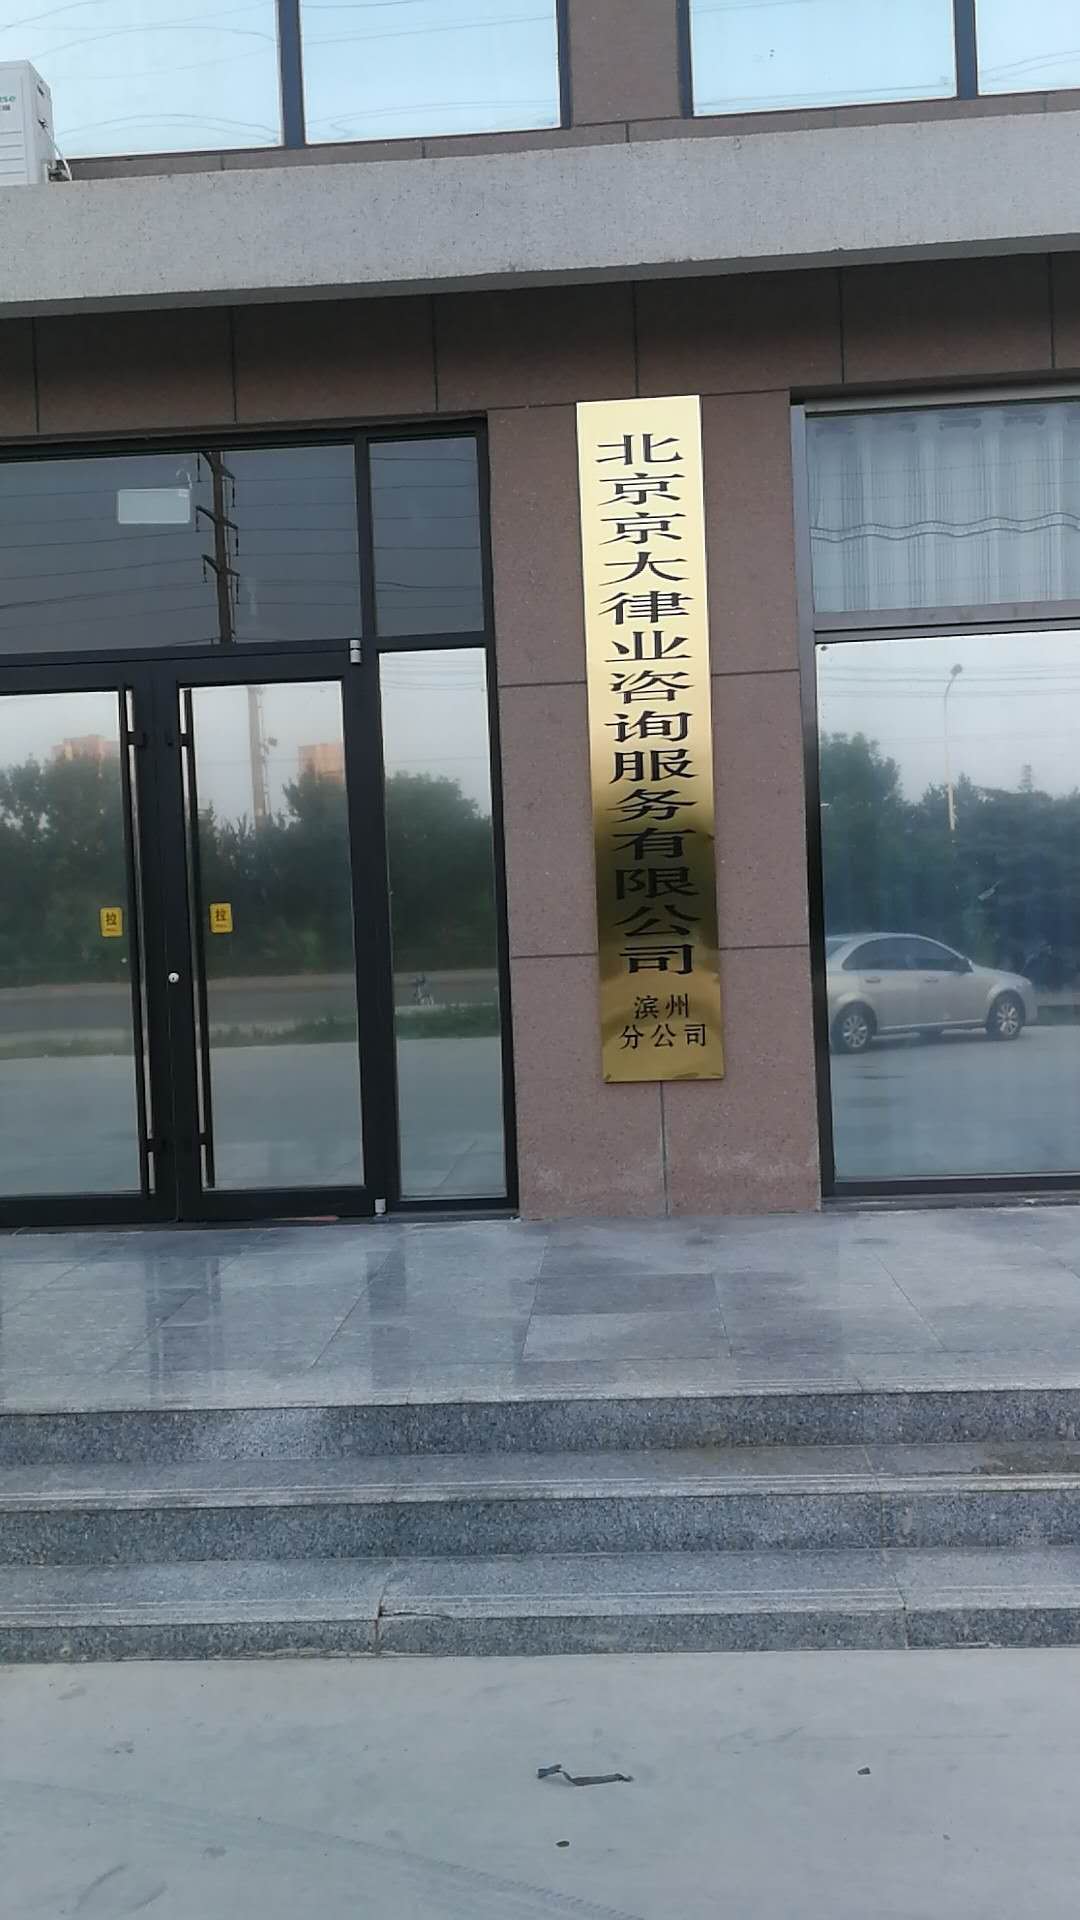 北京京大律业咨询服务有限公司
滨州
分公司
拉
拉